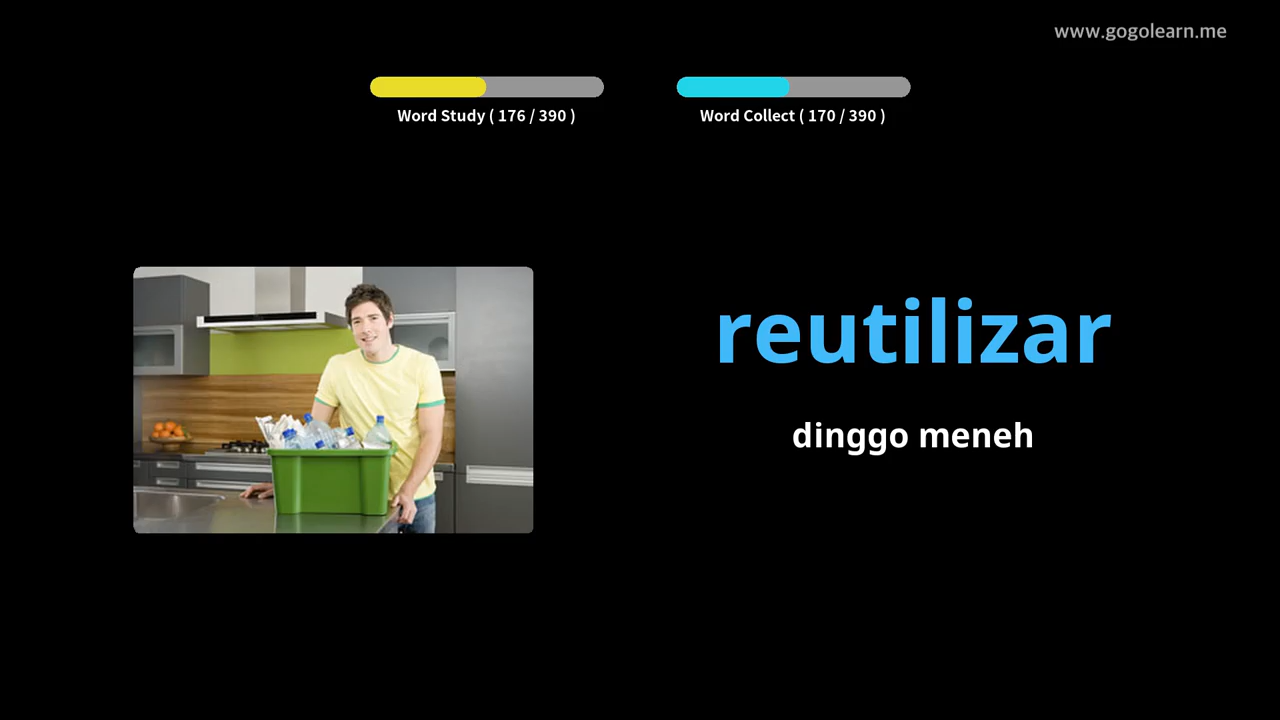 www.gogolearn.me
Word Study ( 176 / 390 )
Word Collect ( 170 / 390 )
reutilizar
dinggo meneh